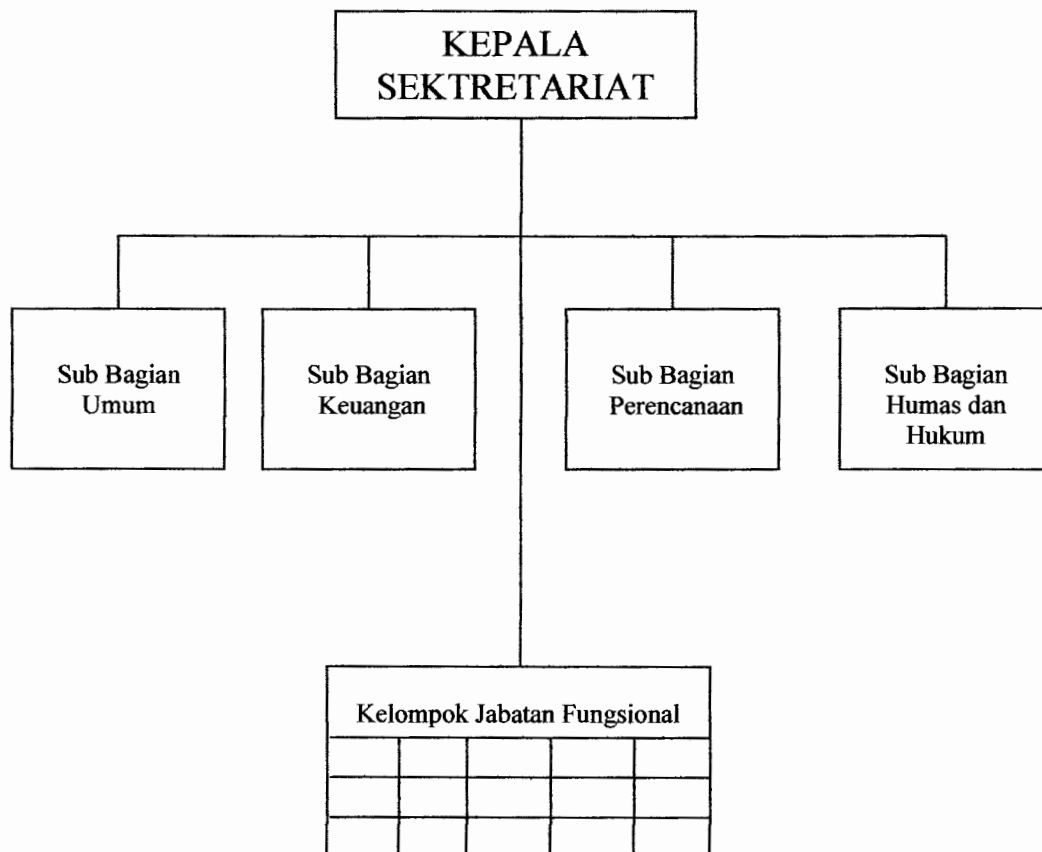 KEPALA
SEKTRETARIAT
Sub Bagian
Umum
Sub Bagian
Keuangan
Sub Bagian
Perencanaan
Sub Bagian
Humas dan
Hukum
Kelompok Jabatan Fungsional